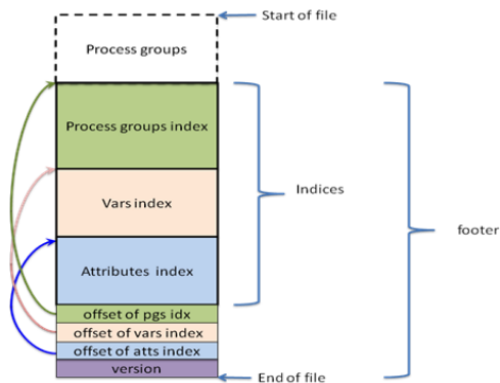 Start of file
Process groups
Process groups index
Vars index
Indices
footer
Attributes index
offset of pgs idx
offset of vars index
offset of atts index
version
End of file